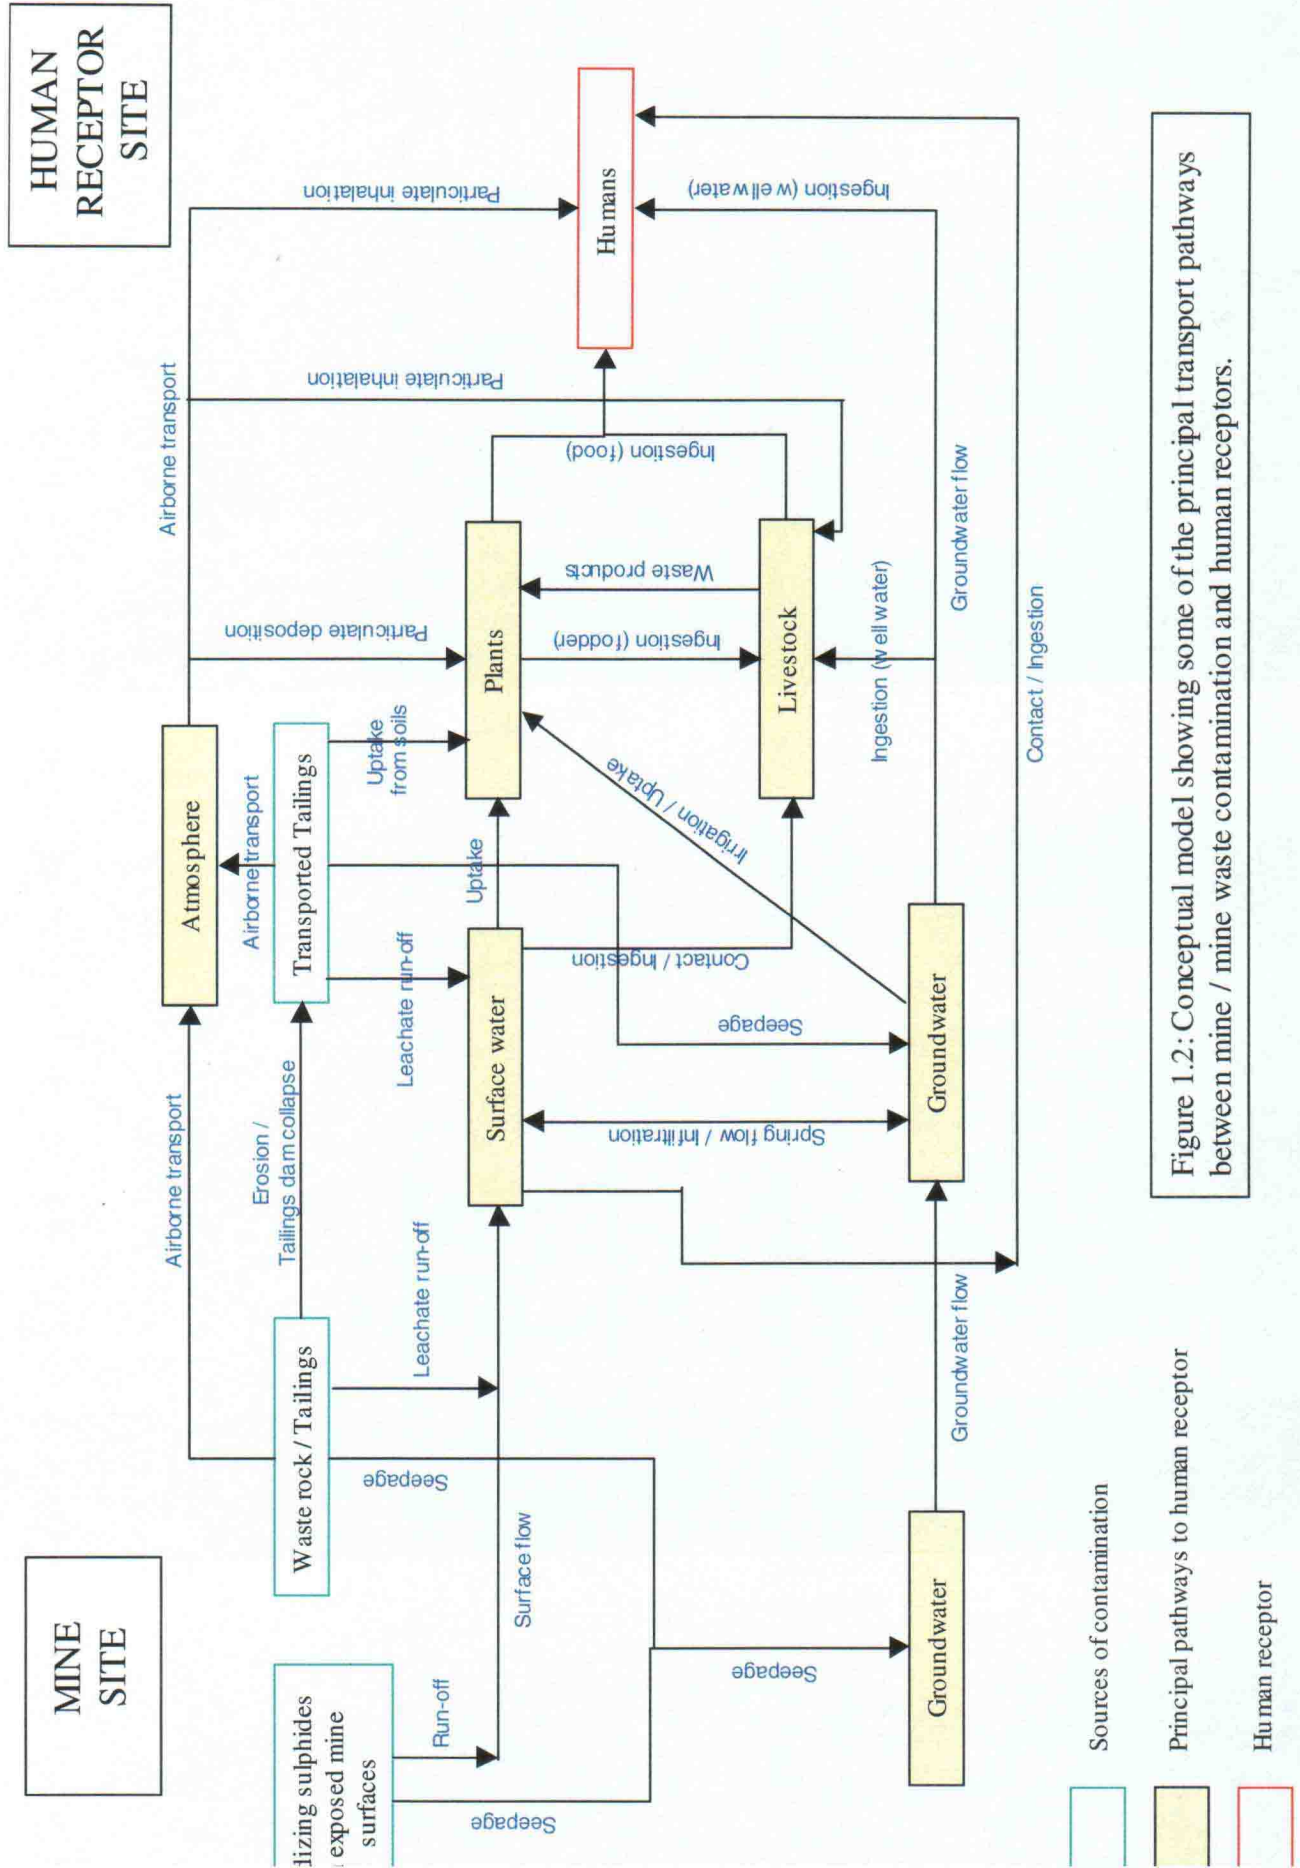 MINE
SITE
HUMAN
RECEPTOR
SITE
Airborne transport
Airborne transport
Atmosphere
Erosion /
Tailings dam collapse
Airborne transport
Waste rock / Tailings
Transported Tailings
lizing sulphides
exposed mine
surfaces
Run-off
Seepage
Seepage
Leachate run-off
Leachate run-off
Uptake
from soils
Particulate deposition
Particulate inhalation
Particulate inhalation
Surface flow
Surface water
Uptake
Plants
Ingestion (food)
Humans
Seepage
Spring flow / Infiltration
Seepage
Contact / Ingestion
Irrigation / Uptake
Ingestion (fodder)
Waste products
Livestock
Ingestion (well water)
Ingestion (well water)
Groundwater
Groundwater flow
Groundwater
Groundwater flow
Contact / Ingestion
Sources of contamination
Principal pathways to human receptor
Human receptor
Figure 1.2: Conceptual model showing some of the principal transport pathways
between mine / mine waste contamination and human receptors.